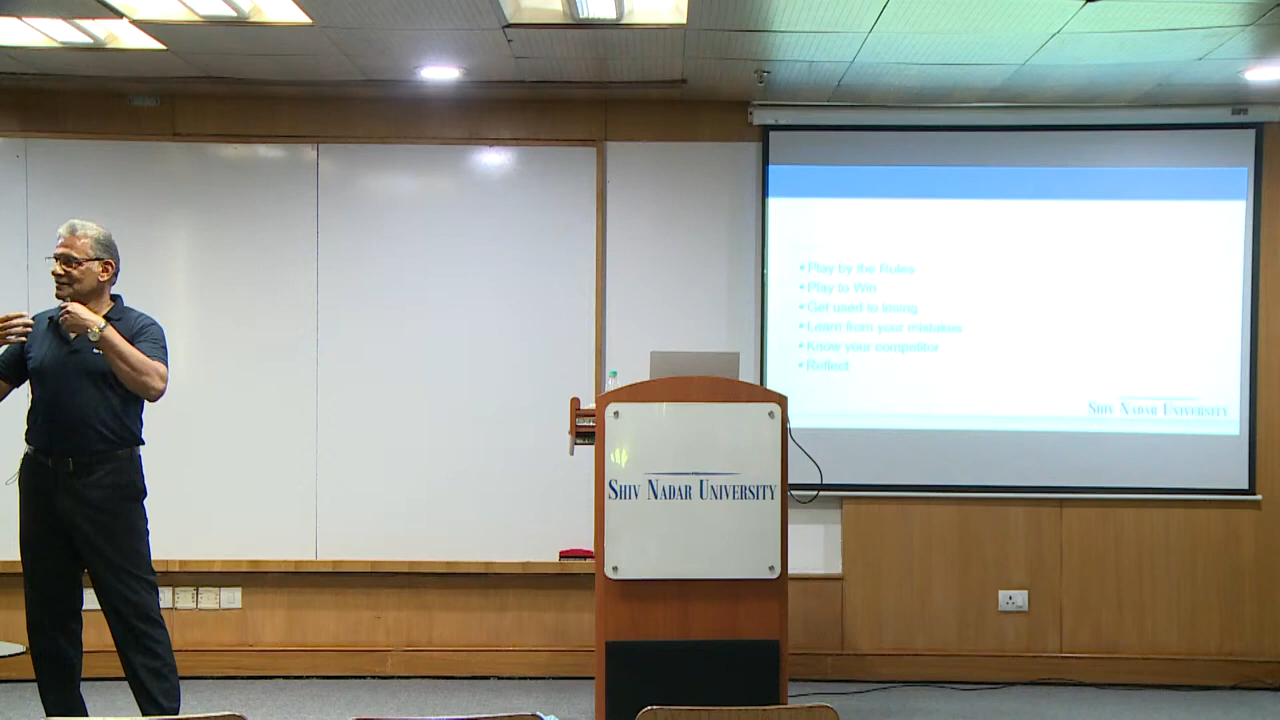 •Play by the Rules
•Play to Win
•Get used to losing
•Learn from your mistakes
•Know your competitor
•Reflect
SHIV NADAR UNIVERSITY
SHIV NADAR UNIVERSITY